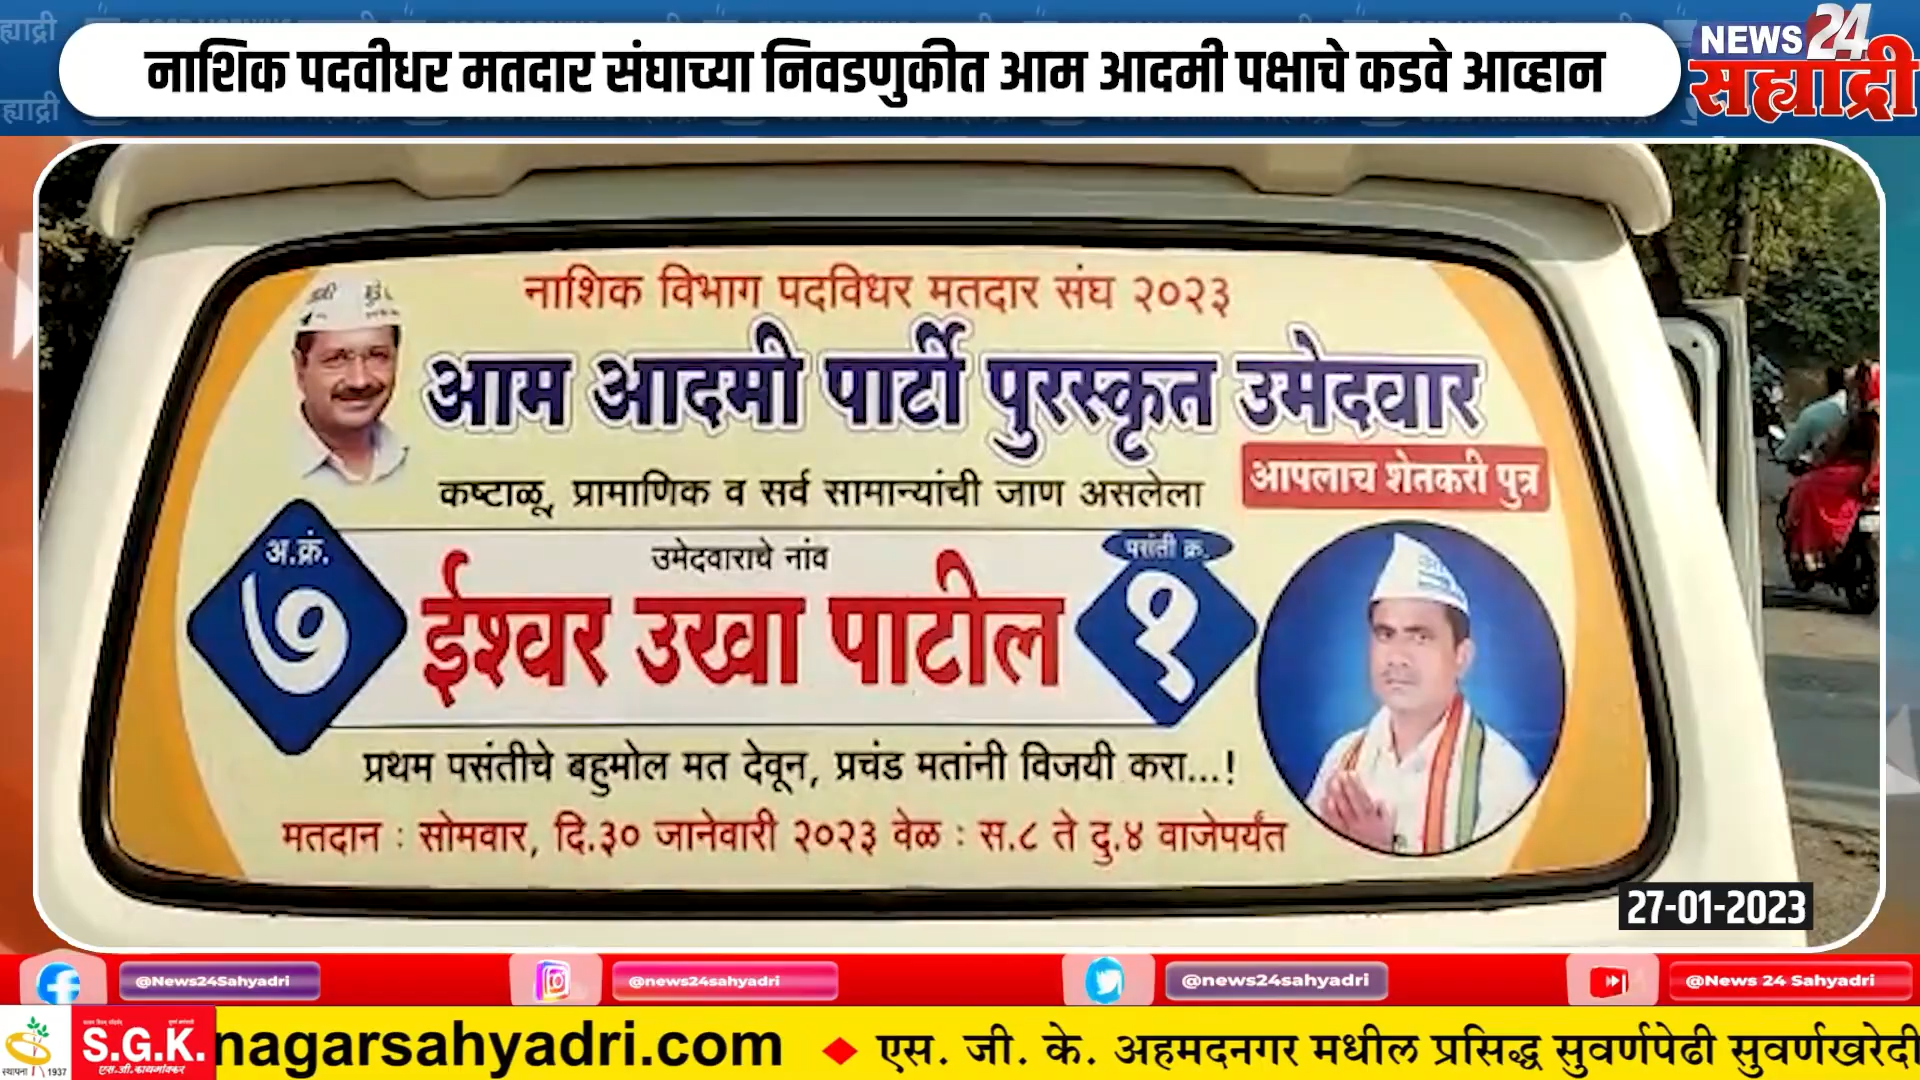 नाशिक पदवीधर मतदार संघाच्या निवडणुकीत आम आदमी पक्षाचे कडवे आव्हान
NEWS 24
सह्याद्री
नाशिक विभाग पदविधर मतदार संघ २०२३
आम आदमी पार्टी पुरस्कृत उमेदवार
आपलाच शेतकरी पुत्र
कष्टाळू, प्रामाणिक व सर्व सामान्यांची जाण असलेला
अ.क्रं.
७
उमेदवाराचे नांव
ईश्वर उखा पाटील
पसंती क्र.
१
प्रथम पसंतीचे बहुमोल मत देवून, प्रचंड मतांनी विजयी करा...!
मतदान : सोमवार, दि.३० जानेवारी २०२३ वेळ : स.८ ते दु.४ वाजेपर्यंत
27-01-2023
@News24Sahyadri
@news24sahyadri
@news24sahyadri
@News 24 Sahyadri
स्थापना 1937
S.G.K.
nagarsahyadri.com
एस. जी. के. अहमदनगर मधील प्रसिद्ध सुवर्णपेढी सुवर्णखरेदी